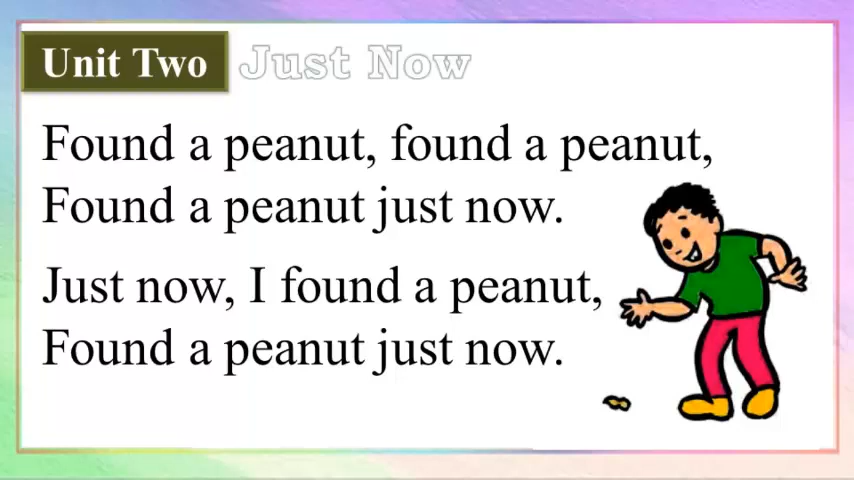 Unit Two Just Now
Found a peanut, found a peanut,
Found a peanut just now.
Just now, I found a peanut,
Found a peanut just now.